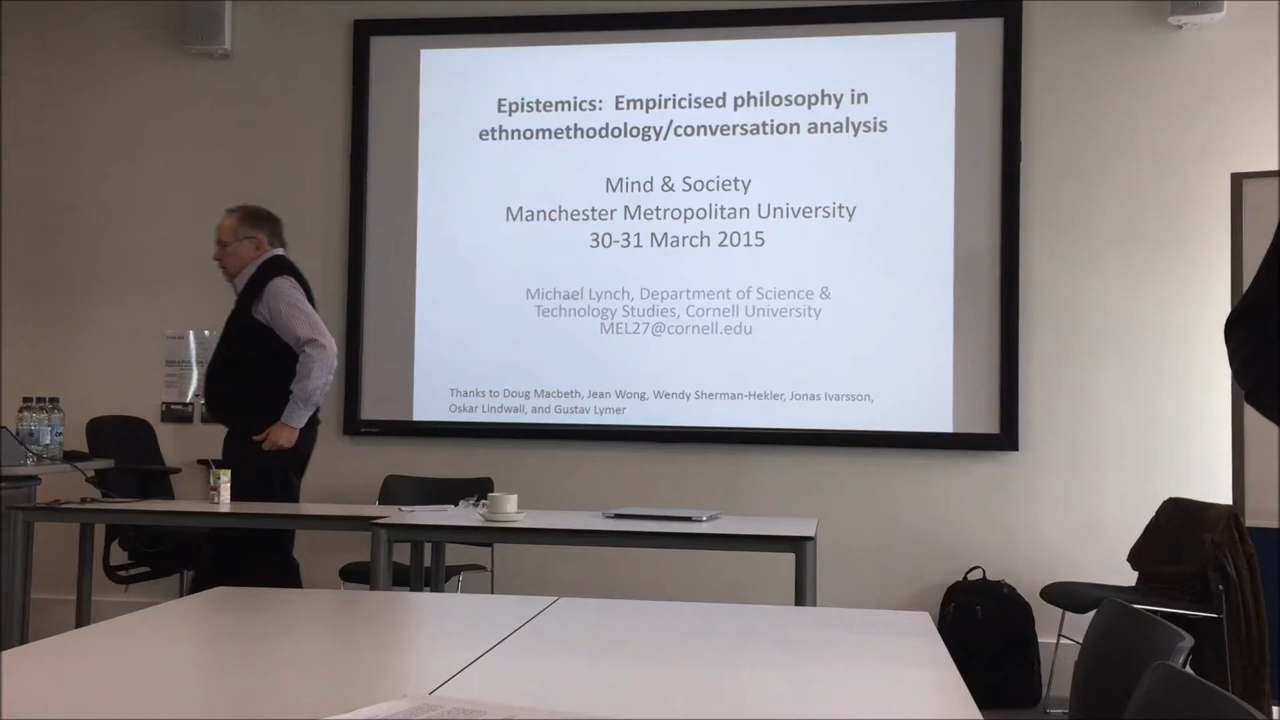 Epistemics: Empiricised philosophy in
ethnomethodology/conversation analysis
Mind & Society
Manchester Metropolitan University
30-31 March 2015
Michael Lynch, Department of Science &
Technology Studies, Cornell University
MEL27@cornell.edu
Thanks to Doug Macbeth, Jean Wong, Wendy Sherman-Hekler, Jonas Ivarsson,
Oskar Lindwall, and Gustav Lymer